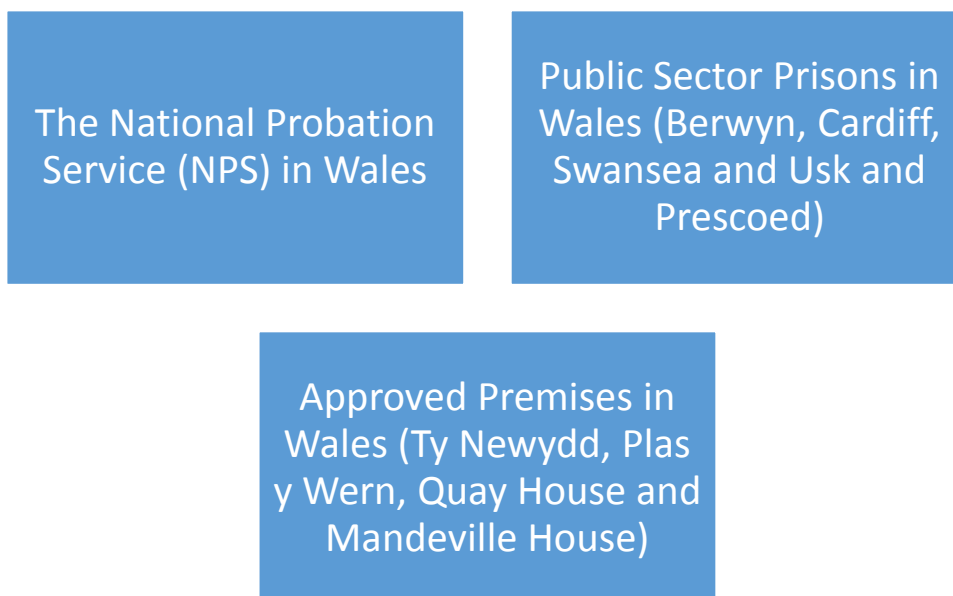 The National Probation
Service (NPS) in Wales
Public Sector Prisons in
Wales (Berwyn, Cardiff,
Swansea and Usk and
Prescoed)
Approved Premises in
Wales (Ty Newydd, Plas
y Wern, Quay House and
Mandeville House)